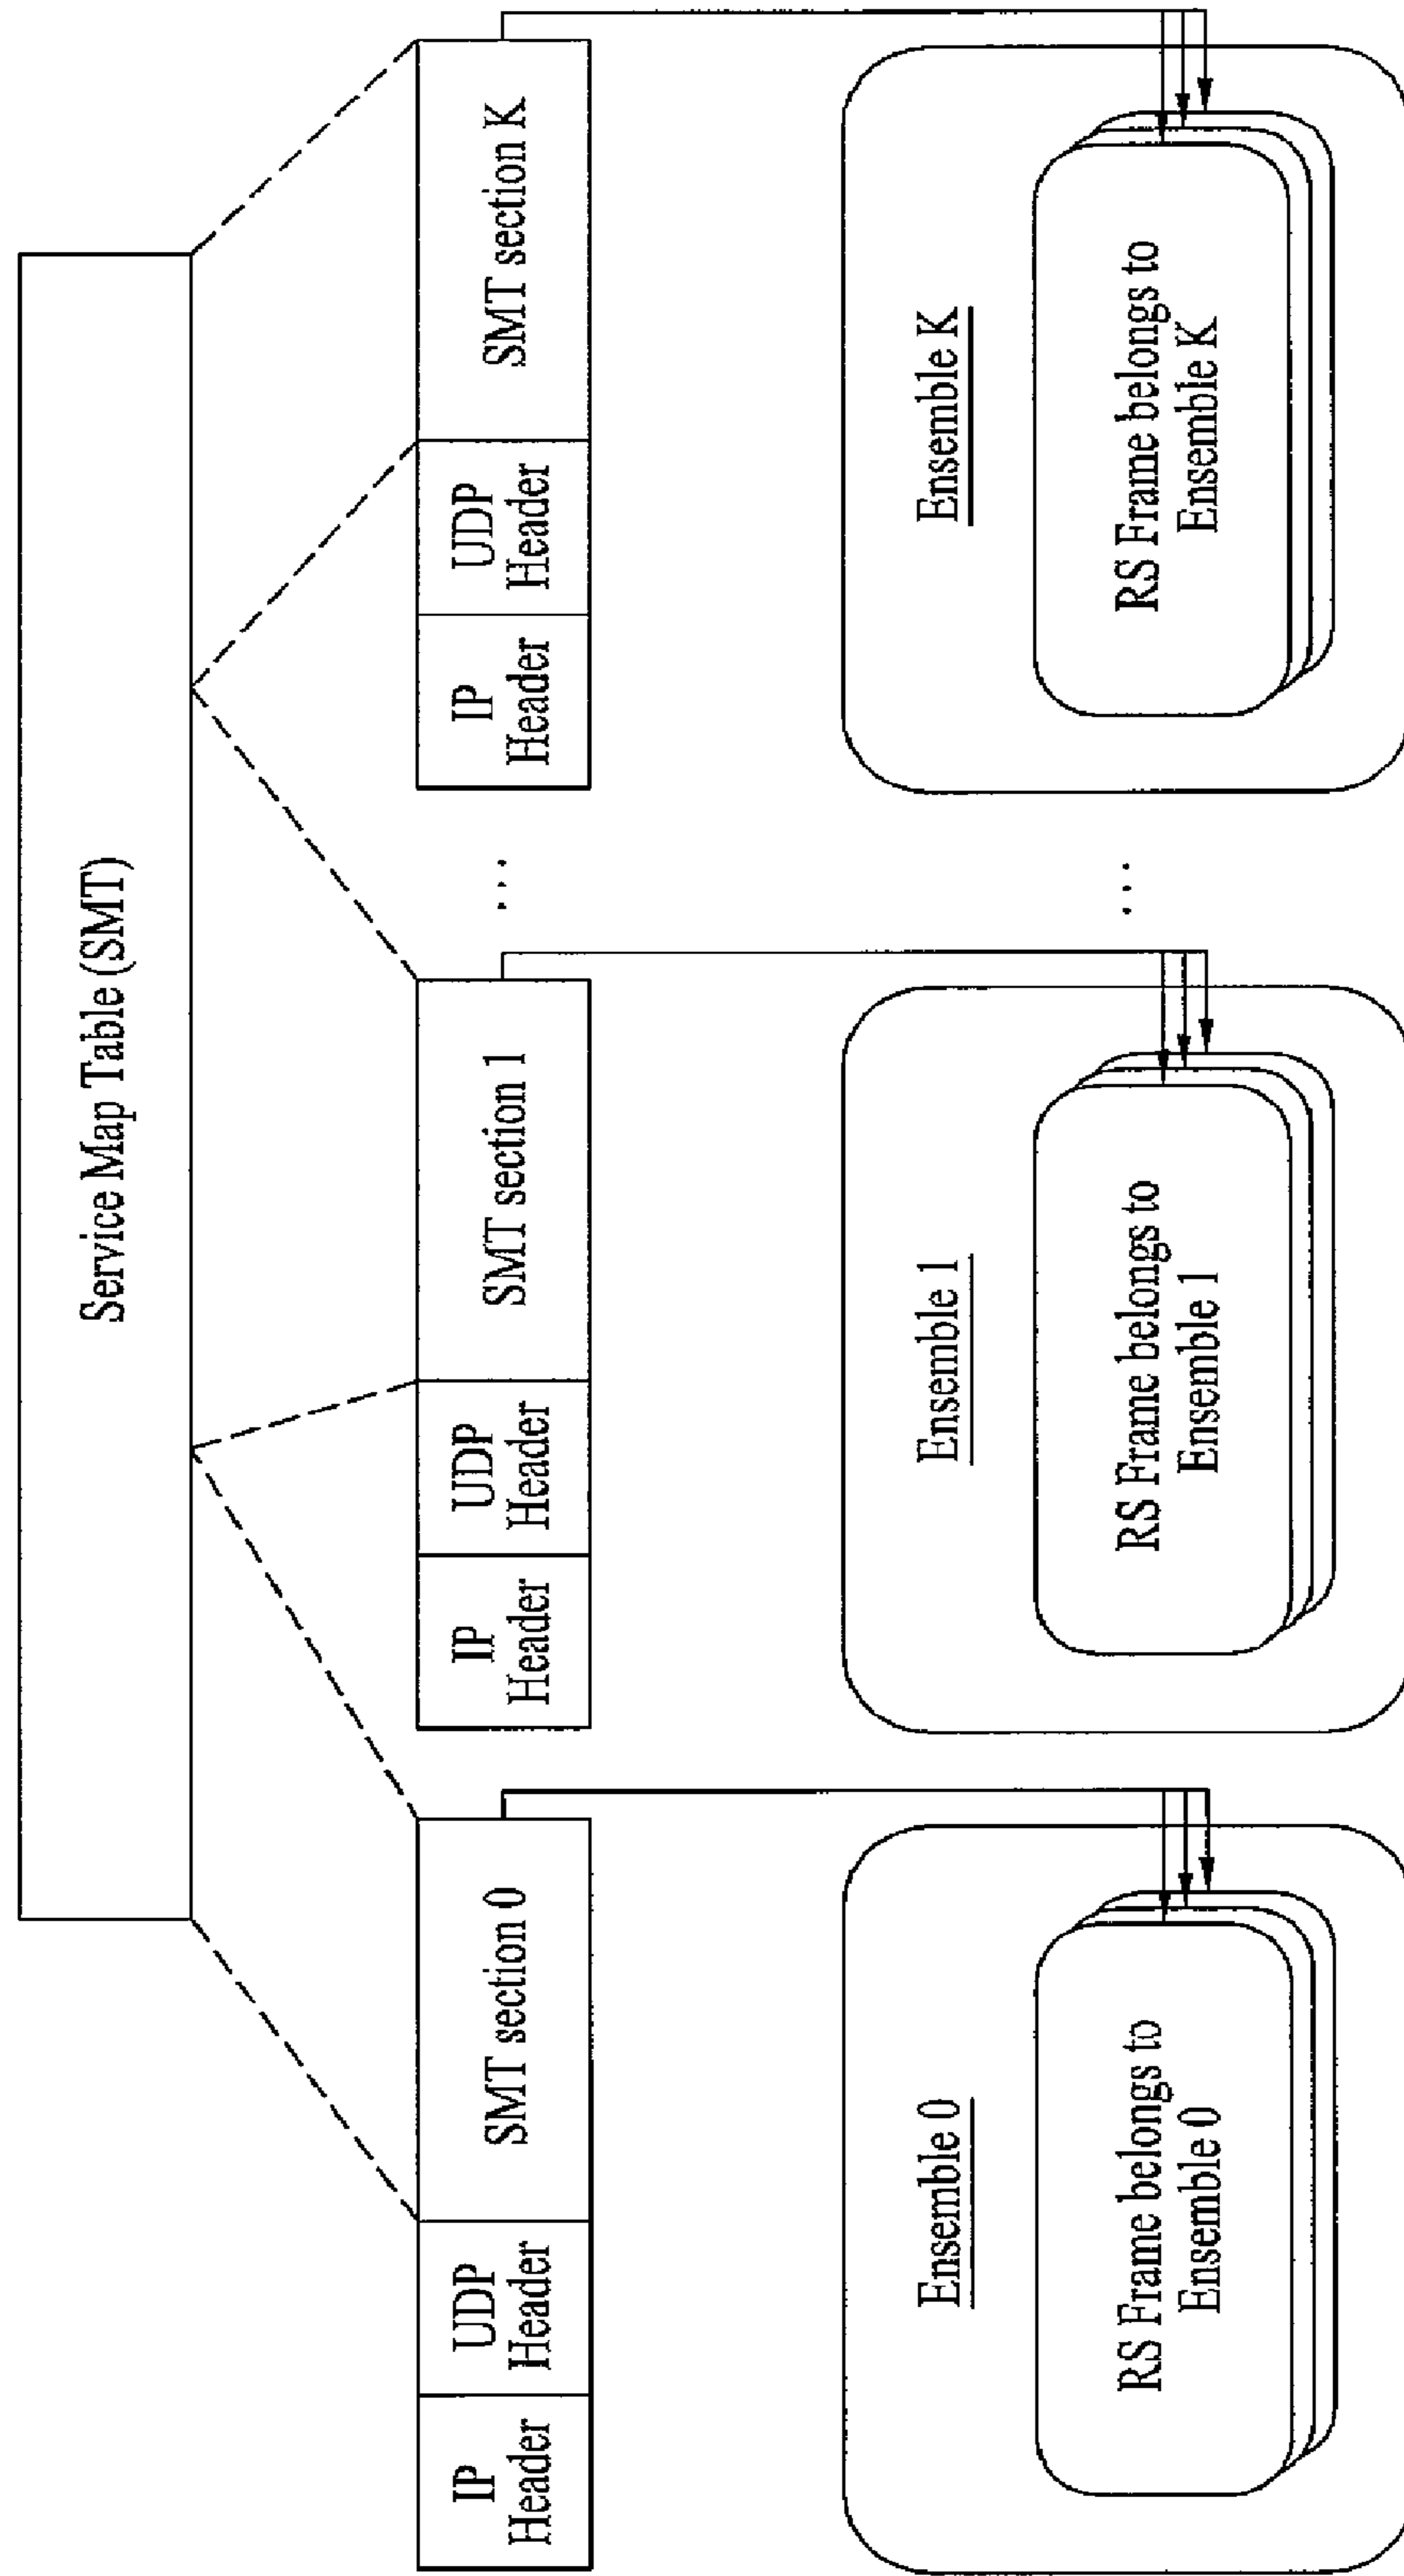 Service Map Table (SMT)
IP
Header
UDP
Header
SMT section 0
IP
Header
UDP
Header
SMT section 1
...
IP
Header
UDP
Header
SMT section K
Ensemble 0
RS Frame belongs to
Ensemble 0
Ensemble 1
RS Frame belongs to
Ensemble 1
...
Ensemble K
RS Frame belongs to
Ensemble K